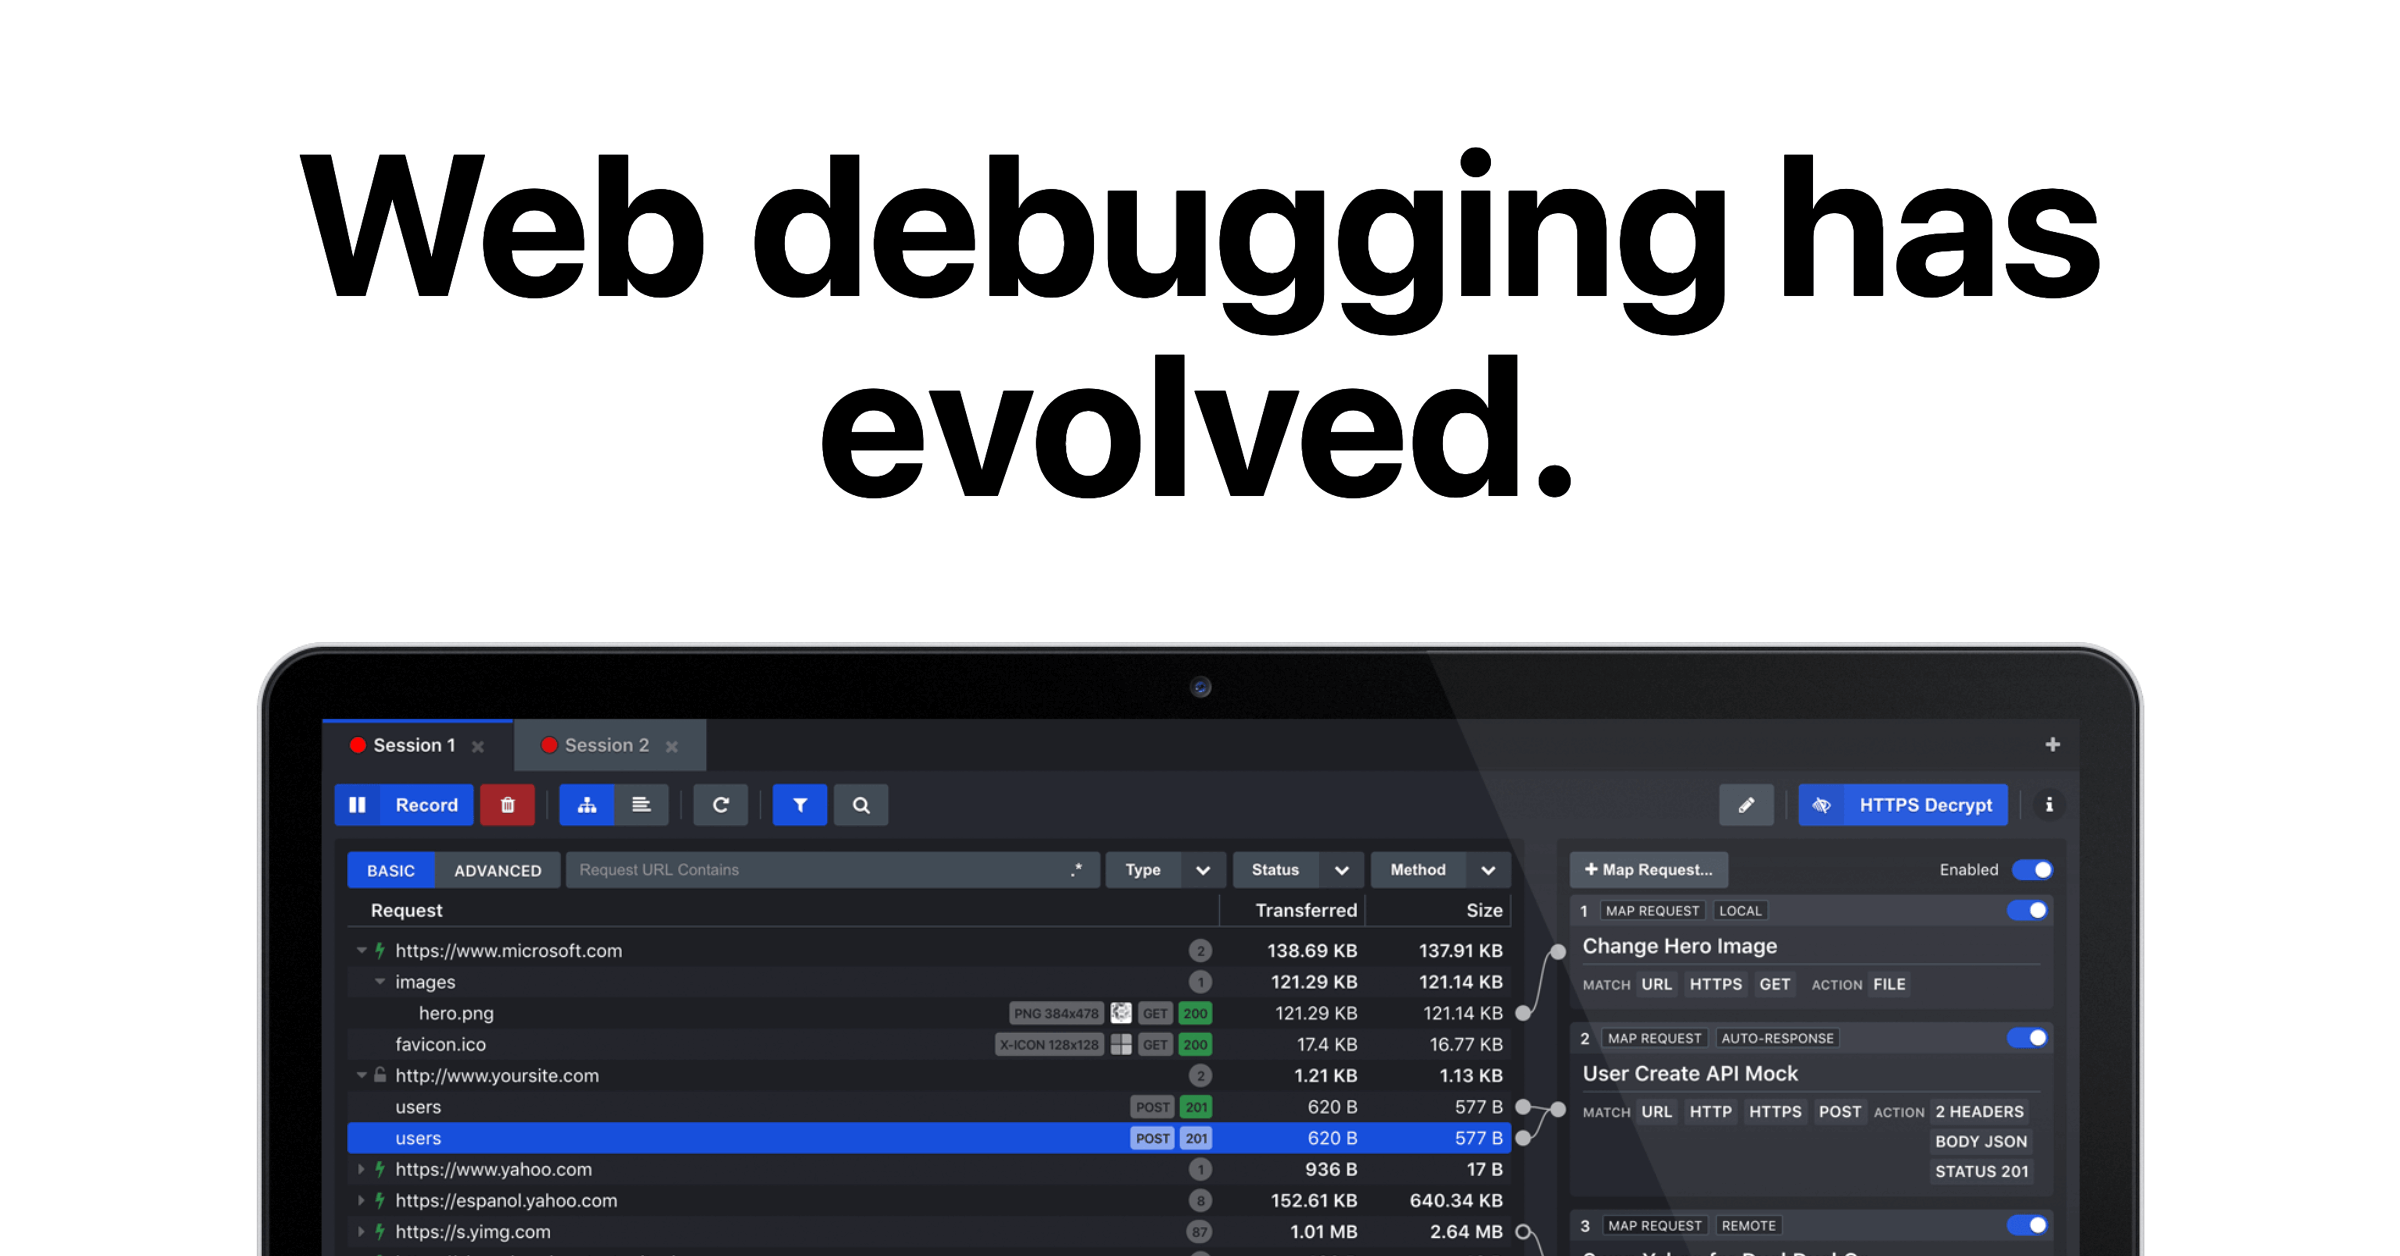 Web debugging has
evolved.
Session 1
Session 2
Record
HTTPS Decrypt
BASIC ADVANCED Request URL Contains .* Type Status Method
+ Map Request... Enabled
Request Transferred Size
https://www.microsoft.com 2 138.69 KB 137.91 KB
images 1 121.29 KB 121.14 KB
hero.png PNG 384x478 GET 200 121.29 KB 121.14 KB
favicon.ico X-ICON 128x128 GET 200 17.4 KB 16.77 KB
http://www.yoursite.com 2 1.21 KB 1.13 KB
users POST 201 620 B 577 B
users POST 201 620 B 577 B
https://www.yahoo.com 1 936 B 17 B
https://espanol.yahoo.com 8 152.61 KB 640.34 KB
https://s.yimg.com 87 1.01 MB 2.64 MB
1 MAP REQUEST LOCAL
Change Hero Image
MATCH URL HTTPS GET ACTION FILE
2 MAP REQUEST AUTO-RESPONSE
User Create API Mock
MATCH URL HTTP HTTPS POST ACTION 2 HEADERS
BODY JSON
STATUS 201
3 MAP REQUEST REMOTE